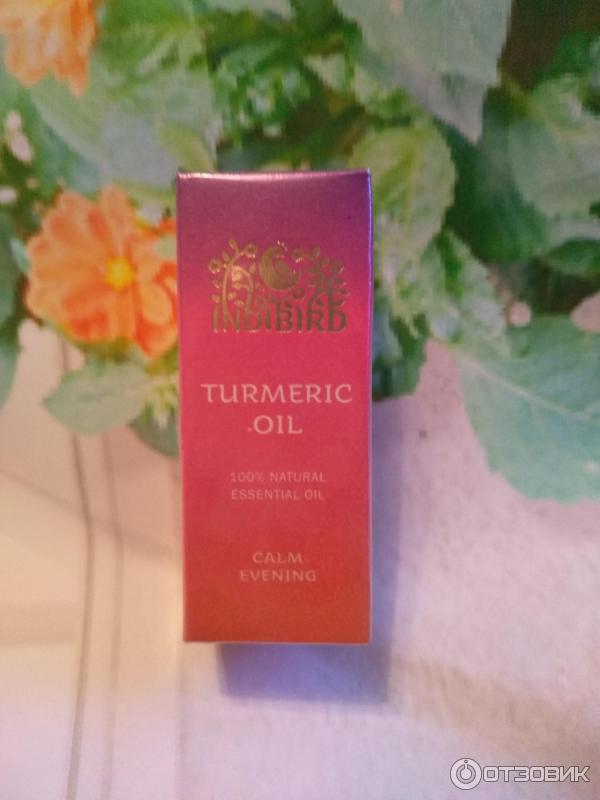 INDIBIRD
TURMERIC
OIL
100% NATURAL
ESSENTIAL OIL
CALM
EVENING
ОТЗОВИК